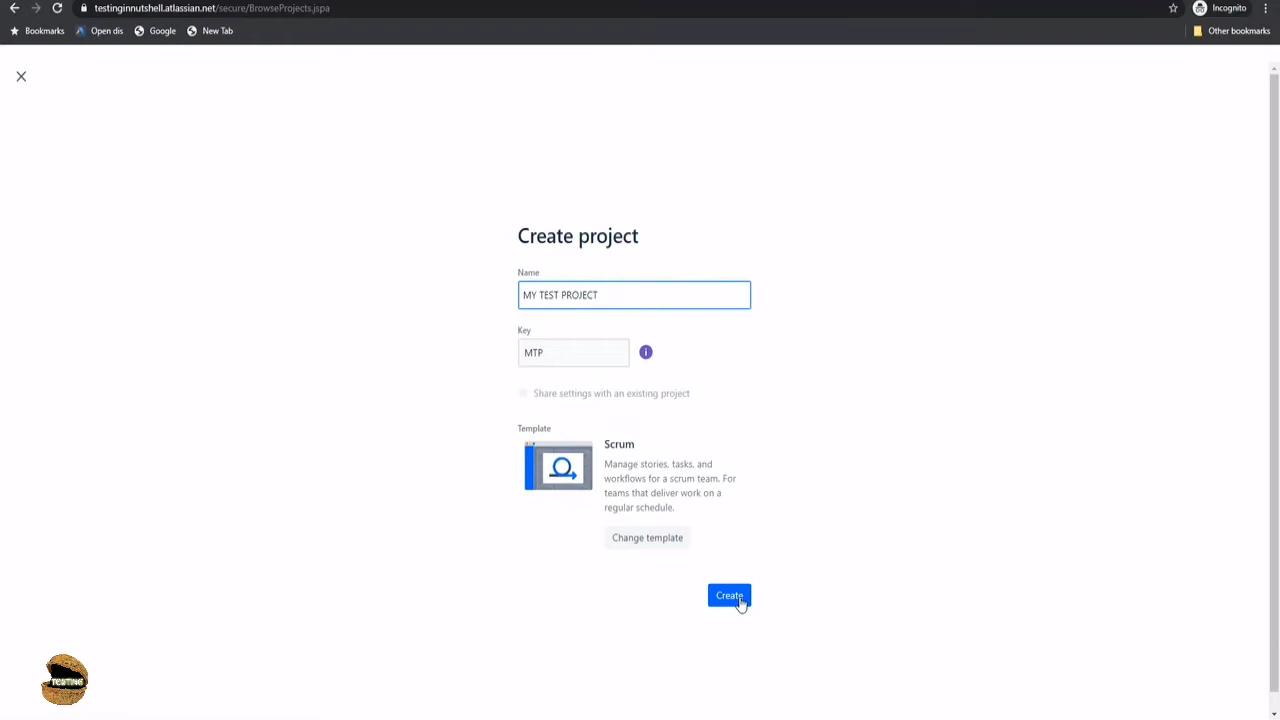 testinginnutshell.atlassian.net/secure/BrowseProjects.jspa
Incognito
Bookmarks
Open dis
Google
New Tab
Other bookmarks
Create project
Name
MY TEST PROJECT
Key
MTP
i
Share settings with an existing project
Template
Scrum
Manage stories, tasks, and
workflows for a scrum team. For
teams that deliver work on a
regular schedule.
Change template
Create
TESTING